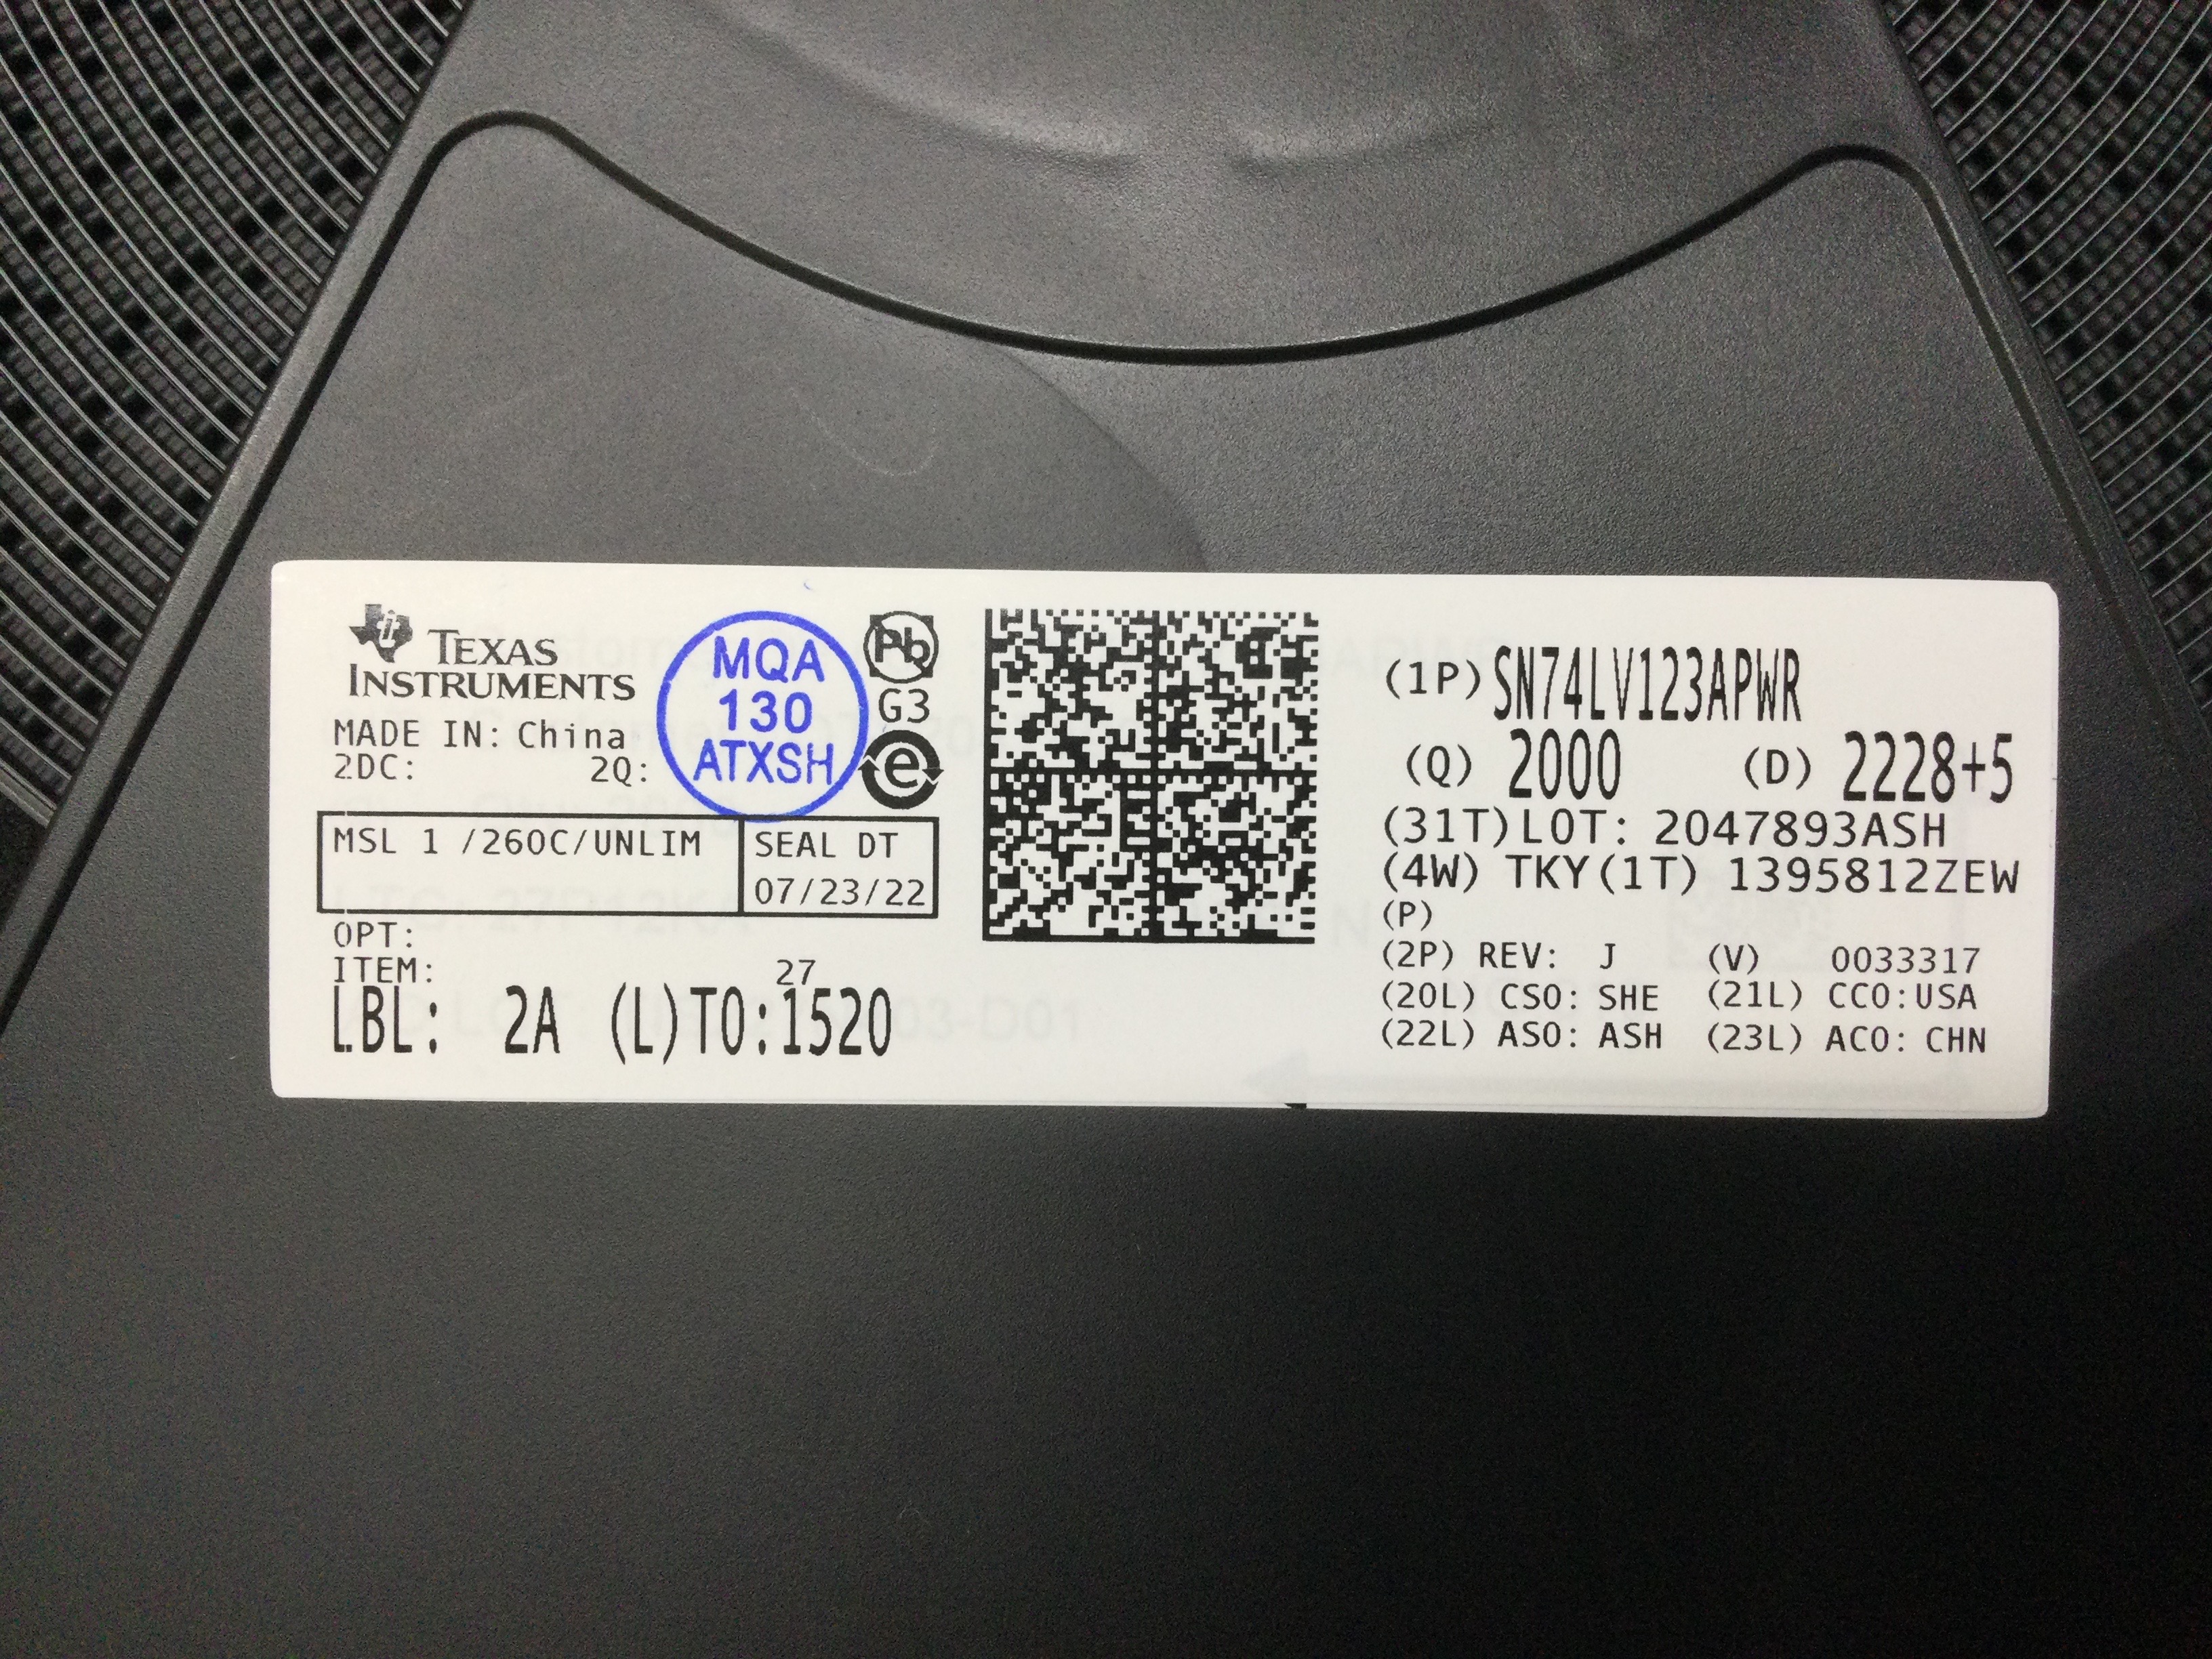 TEXAS
INSTRUMENTS
MADE IN: China
2DC: 2Q:
MQA
130
ATXSH
Pb
G3
e
MSL 1 /260C/UNLIM
SEAL DT
07/23/22
OPT:
ITEM: 27
LBL: 2A (L)TO:1520
(1P) SN74LV123APWR
(Q) 2000 (D) 2228+5
(31T)LOT: 2047893ASH
(4W) TKY(1T) 1395812ZEW
(P)
(2P) REV: J (V) 0033317
(20L) CSO: SHE (21L) CCO:USA
(22L) ASO: ASH (23L) ACO: CHN